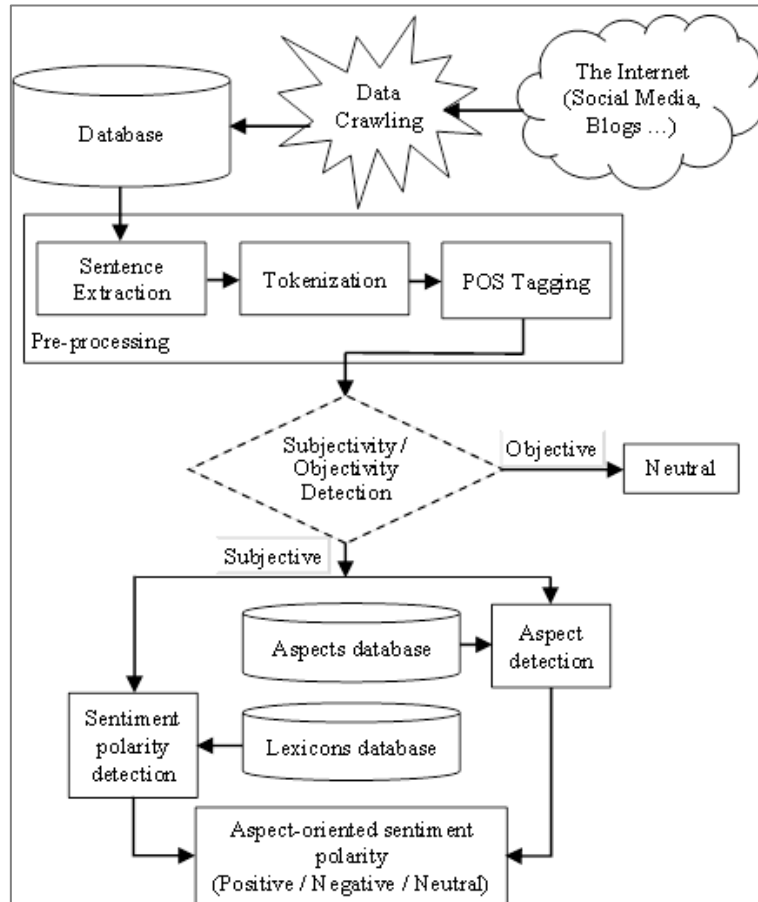 The Internet
(Social Media,
Blogs ...)
Data
Crawling
Database
Sentence
Extraction
Tokenization
POS Tagging
Pre-processing
Subjectivity /
Objectivity
Detection
Objective
Neutral
Subjective
Aspects database
Aspect
detection
Sentiment
polarity
detection
Lexicons database
Aspect-oriented sentiment
polarity
(Positive / Negative / Neutral)